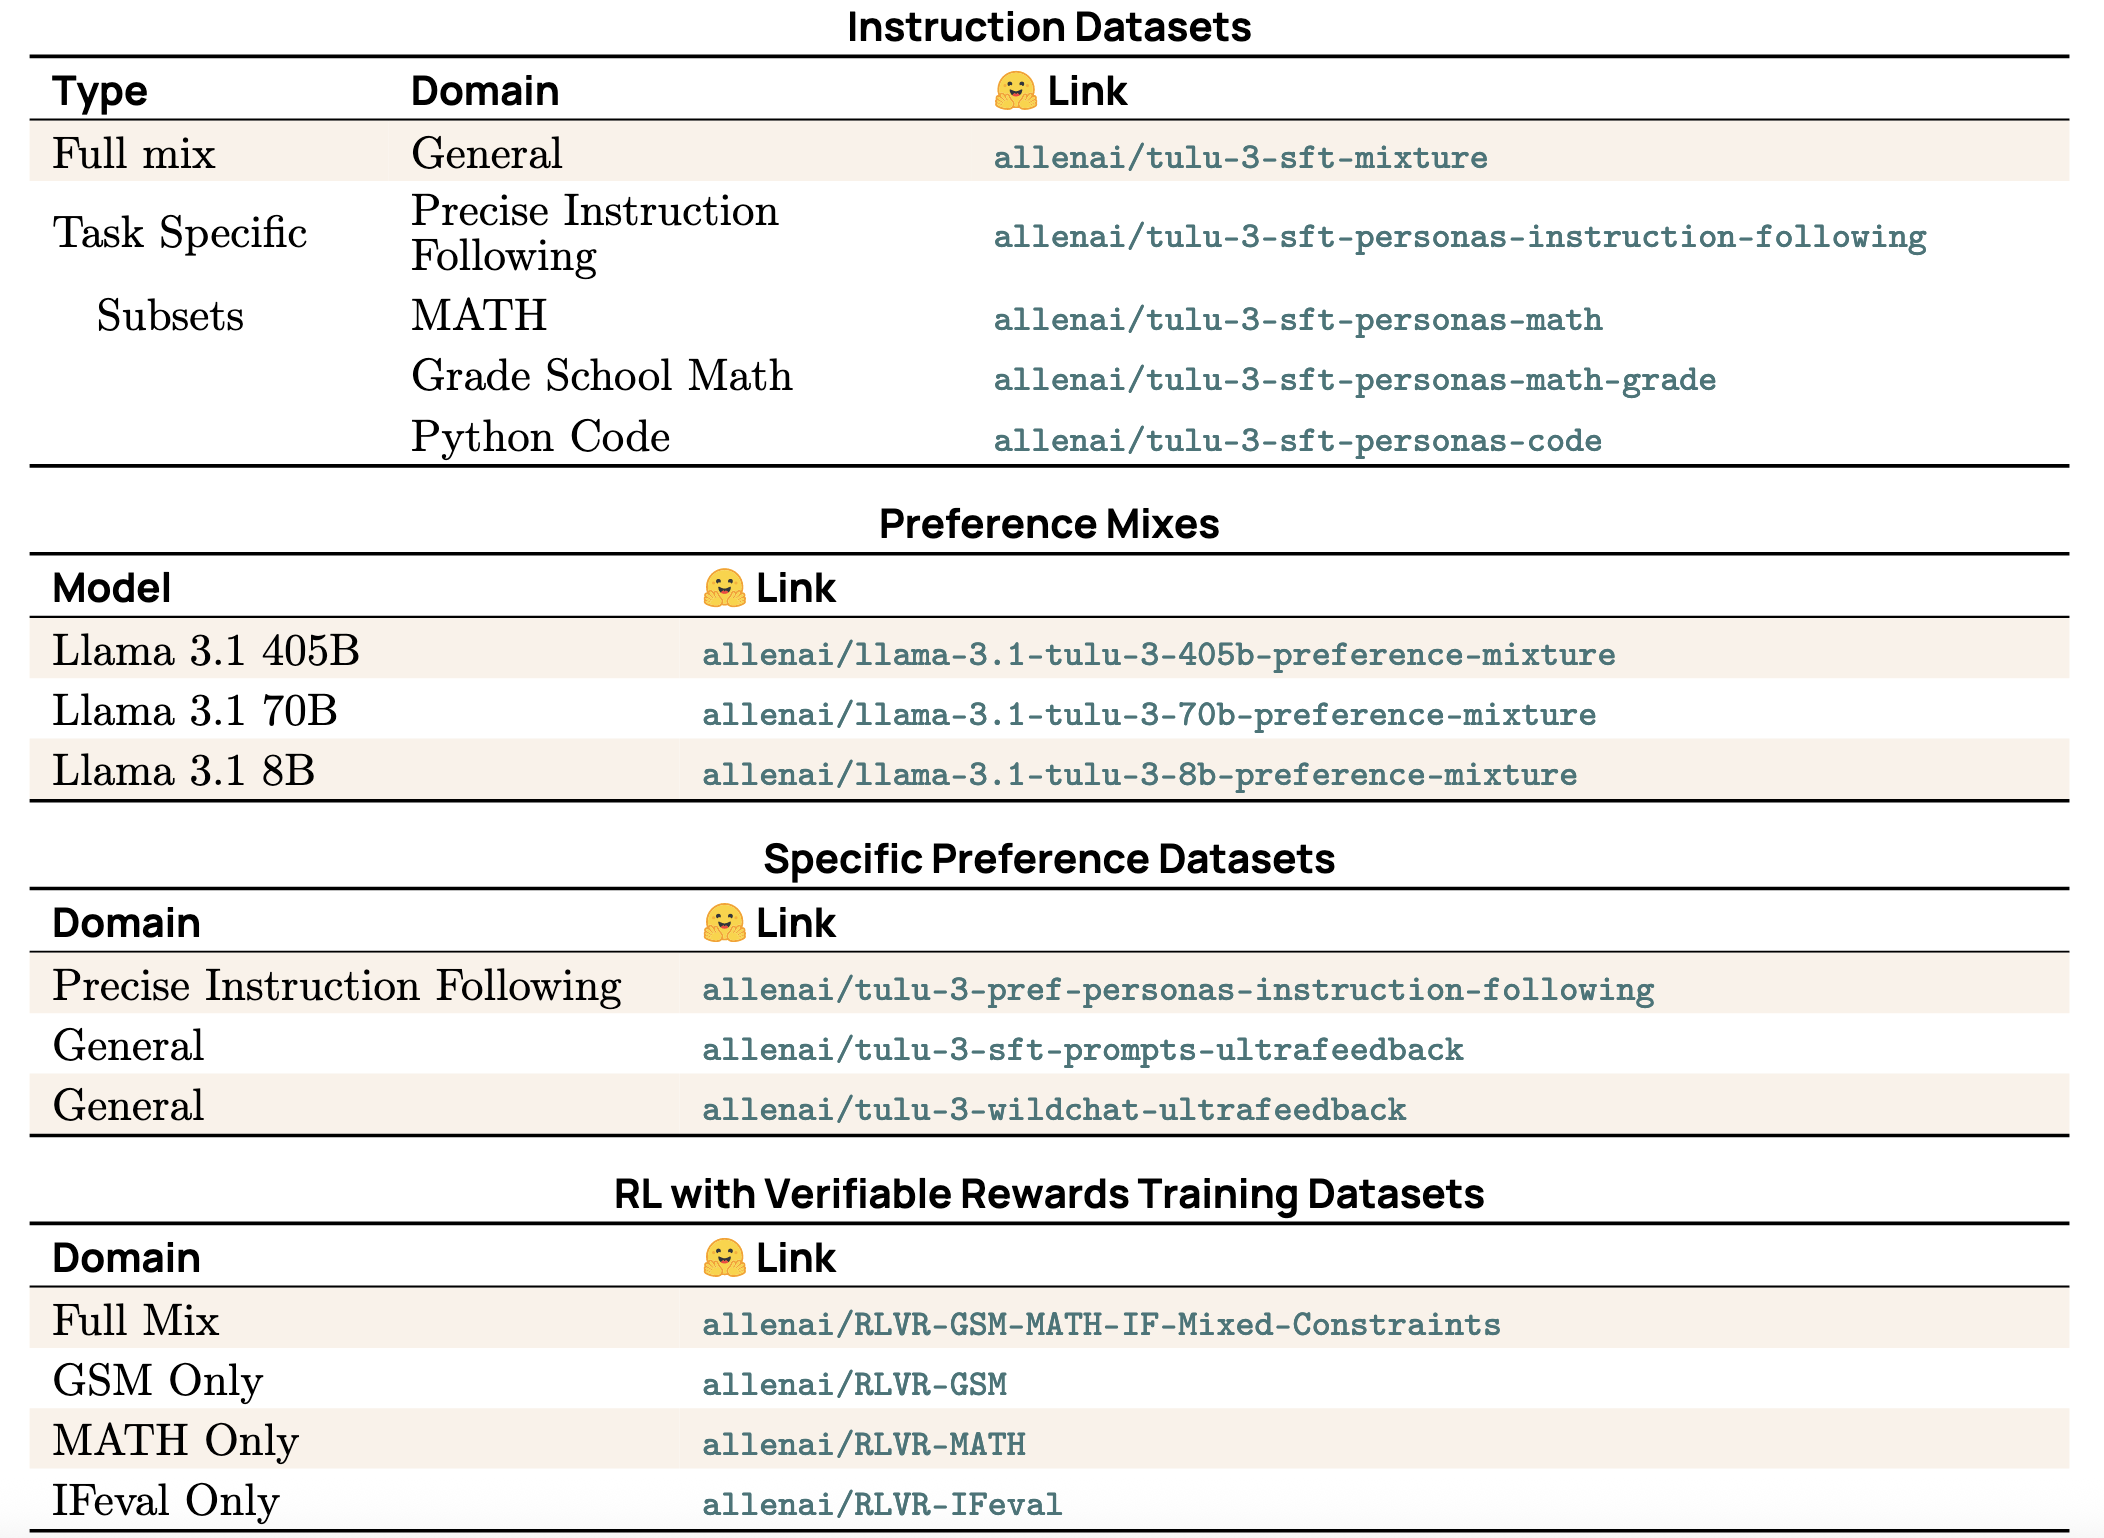 Instruction Datasets
Type Domain 🤗 Link
Full mix General allenai/tulu-3-sft-mixture
Task Specific Precise Instruction
Following allenai/tulu-3-sft-personas-instruction-following
Subsets MATH allenai/tulu-3-sft-personas-math
Grade School Math allenai/tulu-3-sft-personas-math-grade
Python Code allenai/tulu-3-sft-personas-code
Preference Mixes
Model 🤗 Link
Llama 3.1 405B allenai/llama-3.1-tulu-3-405b-preference-mixture
Llama 3.1 70B allenai/llama-3.1-tulu-3-70b-preference-mixture
Llama 3.1 8B allenai/llama-3.1-tulu-3-8b-preference-mixture
Specific Preference Datasets
Domain 🤗 Link
Precise Instruction Following allenai/tulu-3-pref-personas-instruction-following
General allenai/tulu-3-sft-prompts-ultrafeedback
General allenai/tulu-3-wildchat-ultrafeedback
RL with Verifiable Rewards Training Datasets
Domain 🤗 Link
Full Mix allenai/RLVR-GSM-MATH-IF-Mixed-Constraints
GSM Only allenai/RLVR-GSM
MATH Only allenai/RLVR-MATH
IFeval Only allenai/RLVR-IFeval